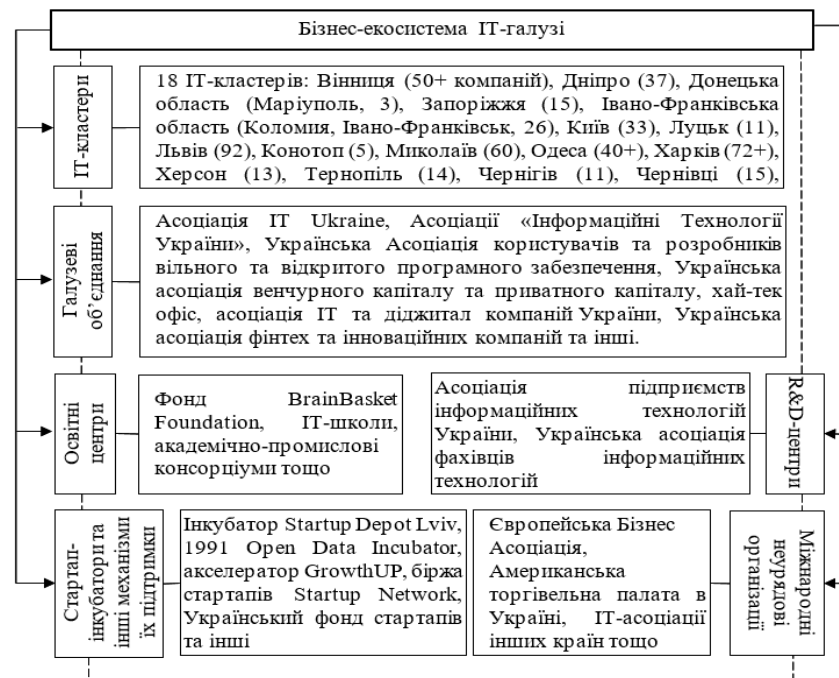 Бізнес-екосистема ІТ-галузі
ІТ-кластери
18 ІТ-кластерів: Вінниця (50+ компаній), Дніпро (37), Донецька
область (Маріуполь, 3), Запоріжжя (15), Івано-Франківська
область (Коломия, Івано-Франківськ, 26), Київ (33), Луцьк (11),
Львів (92), Конотоп (5), Миколаїв (60), Одеса (40+), Харків (72+),
Херсон (13), Тернопіль (14), Чернігів (11), Чернівці (15),
Галузеві
об’єднання
Асоціація IT Ukraine, Асоціації «Інформаційні Технології
України», Українська Асоціація користувачів та розробників
вільного та відкритого програмного забезпечення, Українська
асоціація венчурного капіталу та приватного капіталу, хай-тек
офіс, асоціація ІТ та діджитал компаній України, Українська
асоціація фінтех та інноваційних компаній та інші.
Освітні
центри
Фонд BrainBasket
Foundation, ІТ-школи,
академічно-промислові
консорціуми тощо
Асоціація підприємств
інформаційних технологій
України, Українська асоціація
фахівців інформаційних
технологій
R&D-центри
Стартап-
інкубатори та
інші механізми
їх підтримки
Інкубатор Startup Depot Lviv,
1991 Open Data Incubator,
акселератор GrowthUP, біржа
стартапів Startup Network,
Український фонд стартапів
та інші
Європейська Бізнес
Асоціація,
Американська
торгівельна палата в
Україні, ІТ-асоціації
інших країн тощо
Міжнародні
неурядові
організації